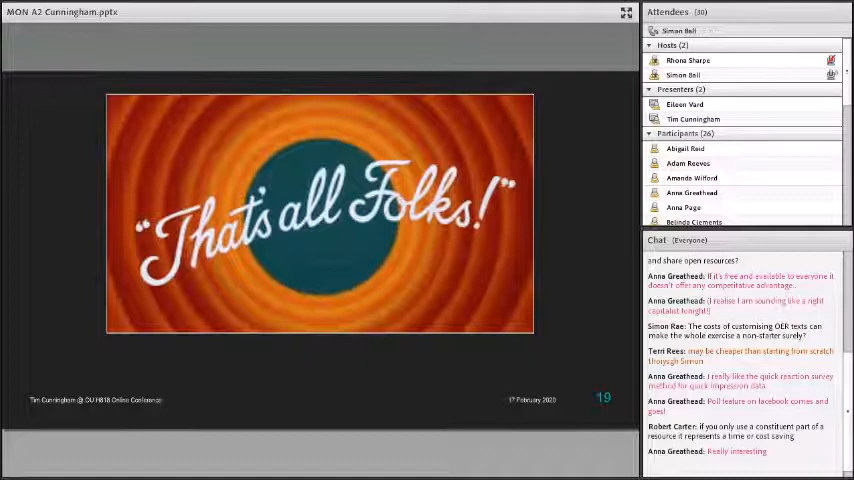 MON A2 Cunningham.pptx
"That's all Folks!"
Tim Cunningham @ OU H818 Online Conference
17 February 2020
19
Attendees (30)
Simon Ball
Hosts (2)
Rhona Sharpe
Simon Ball
Presenters (2)
Eileen Vard
Tim Cunningham
Participants (26)
Abigail Reid
Adam Reeves
Amanda Wilford
Anna Greathead
Anna Page
Belinda Clements
Chat (Everyone)
and share open resources?
Anna Greathead: If it's free and available to everyone it
doesn't offer any competitive advantage..
Anna Greathead: (I realise I am sounding like a right
capitalist tonight!)
Simon Rae: The costs of customising OER texts can
make the whole exercise a non-starter surely?
Terri Rees: may be cheaper than starting from scratch
thoiygh Simon
Anna Greathead: I really like the quick reaction survey
method for quick impression data
Anna Greathead: Poll feature on facebook comes and
goes!
Robert Carter: if you only use a constituent part of a
resource it represents a time or cost saving
Anna Greathead: Really interesting